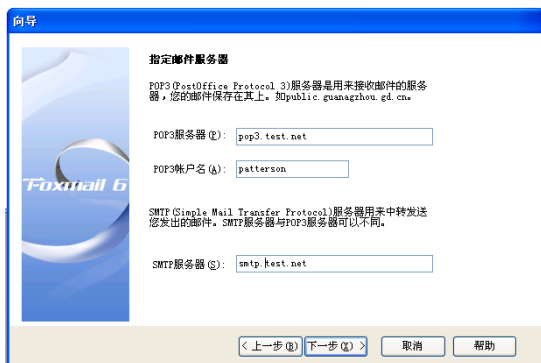 向导
指定邮件服务器
POP3(PostOffice Protocol 3)服务器是用来接收邮件的服务
器，您的邮件保存在其上。如public.guanagzhou.gd.cn。
POP3服务器(P): pop3.test.net
POP3帐户名(A): patterson
Foxmail 6
SMTP(Simple Mail Transfer Protocol)服务器用来中转发送
您发出的邮件。SMTP服务器与POP3服务器可以不同。
SMTP服务器(S): smtp.test.net
< 上一步(B) 下一步(X) > 取消 帮助